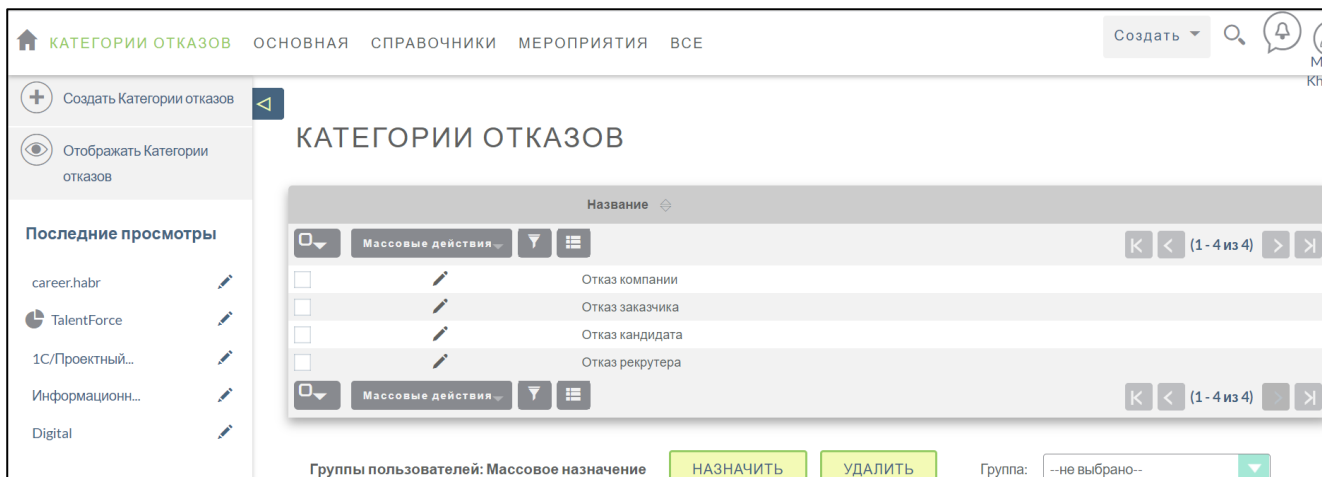 КАТЕГОРИИ ОТКАЗОВ ОСНОВНАЯ СПРАВОЧНИКИ МЕРОПРИЯТИЯ ВСЕ Создать
Создать Категории отказов
Отображать Категории
отказов
Последние просмотры
career.habr
TalentForce
1С/Проектный...
Информационн...
Digital
КАТЕГОРИИ ОТКАЗОВ
Название
Массовые действия (1 - 4 из 4)
Отказ компании
Отказ заказчика
Отказ кандидата
Отказ рекрутера
Массовые действия (1 - 4 из 4)
Группы пользователей: Массовое назначение НАЗНАЧИТЬ УДАЛИТЬ Группа: --не выбрано--